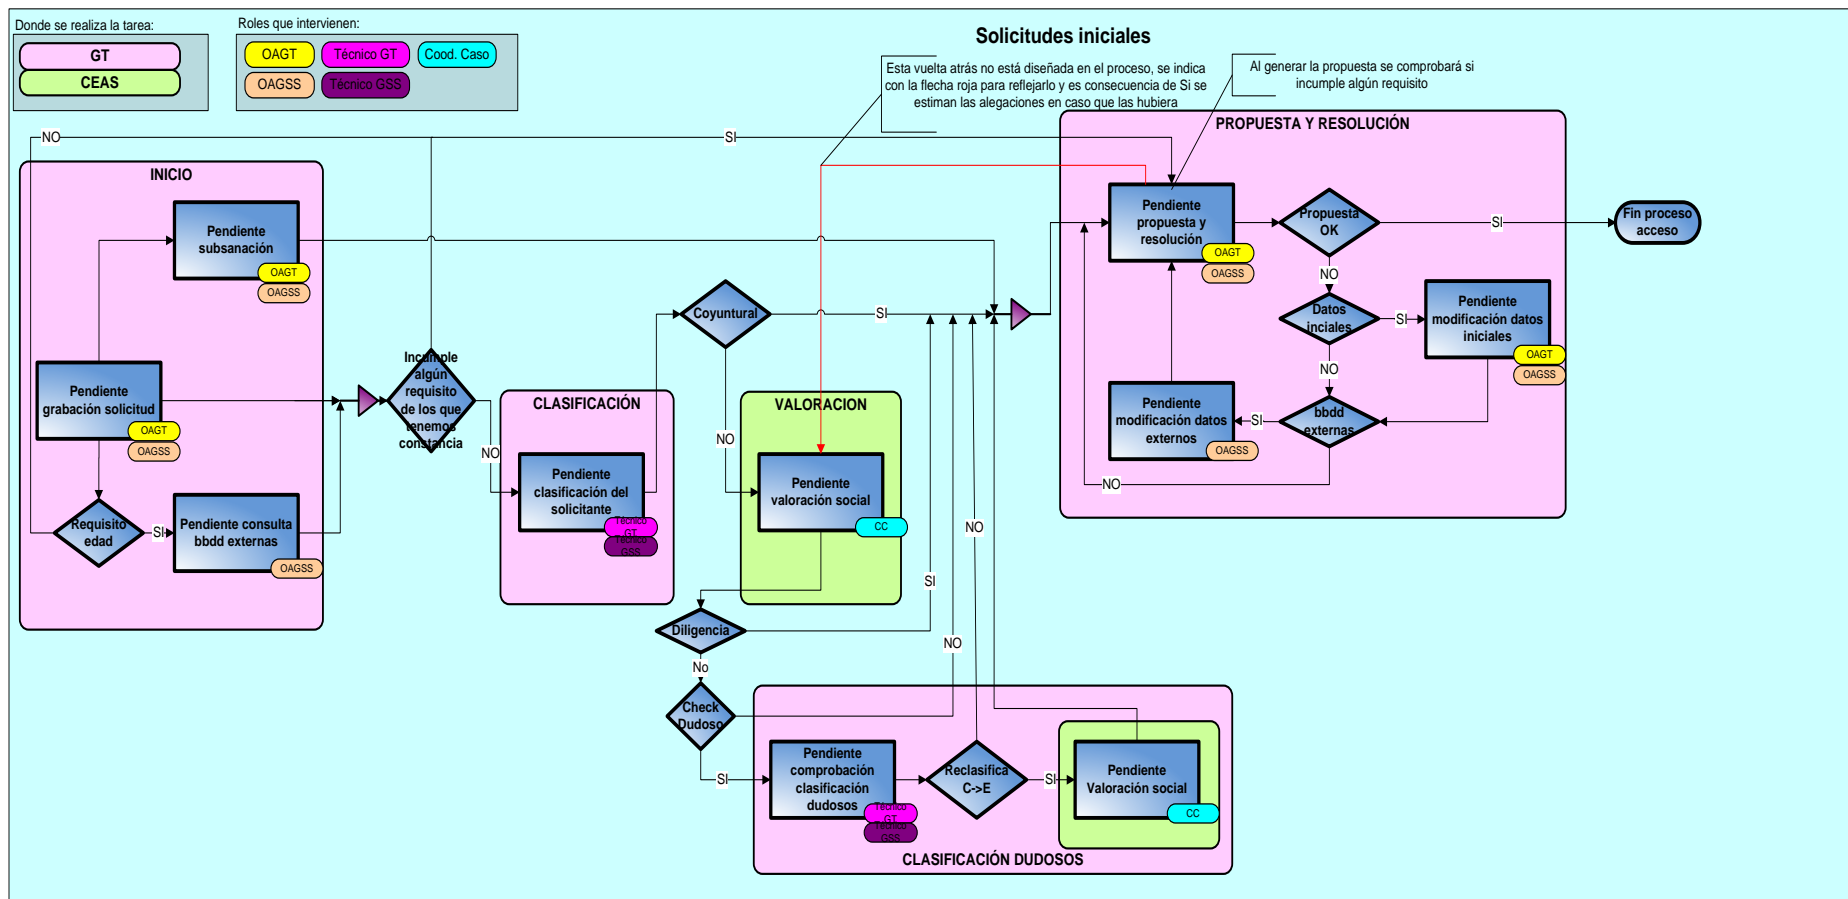 Donde se realiza la tarea:
GT
CEAS
Roles que intervienen:
OAGT
Técnico GT
Cood. Caso
OAGSS
Técnico GSS
Solicitudes iniciales
Esta vuelta atrás no está diseñada en el proceso, se indica
con la flecha roja para reflejarlo y es consecuencia de Si se
estiman las alegaciones en caso que las hubiera
Al generar la propuesta se comprobará si
incumple algún requisito
NO
SI
INICIO
Pendiente
subsanación
OAGT
OAGSS
Pendiente
grabación solicitud
OAGT
OAGSS
Requisito
edad
SI
Pendiente consulta
bbdd externas
OAGSS
Incumple
algún
requisito
de los que
tenemos
constancia
NO
CLASIFICACIÓN
Pendiente
clasificación del
solicitante
Técnico
GT
Técnico
GSS
Coyuntural
SI
NO
VALORACION
Pendiente
valoración social
CC
Diligencia
SI
No
Check
Dudoso
NO
SI
NO
Pendiente
comprobación
clasificación
dudosos
Técnico
GT
Técnico
GSS
Reclasifica
C->E
SI
Pendiente
Valoración social
CC
CLASIFICACIÓN DUDOSOS
PROPUESTA Y RESOLUCIÓN
Pendiente
propuesta y
resolución
OAGT
OAGSS
Propuesta
OK
SI
Fin proceso
acceso
NO
Datos
inciales
SI
Pendiente
modificación datos
iniciales
OAGT
OAGSS
NO
bbdd
externas
SI
Pendiente
modificación datos
externos
OAGSS
NO